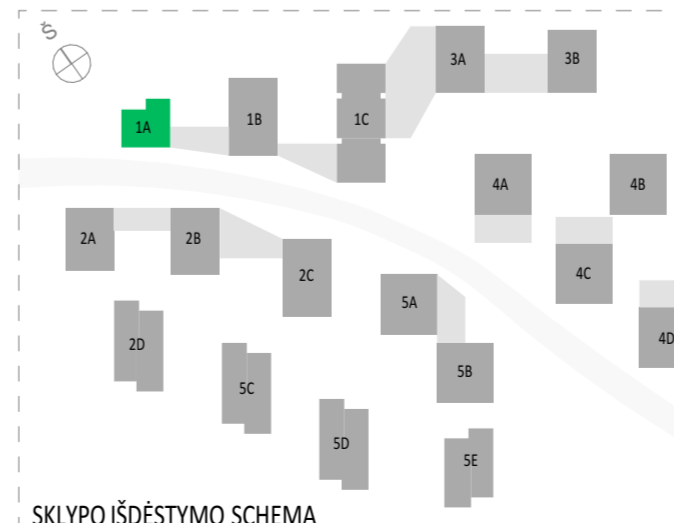 Š
3A
3B
1A
1B
1C
4A
4B
2A
2B
2C
4C
5A
4D
2D
5B
5C
5D
5E
SKLYPO IŠDĖSTYMO SCHEMA